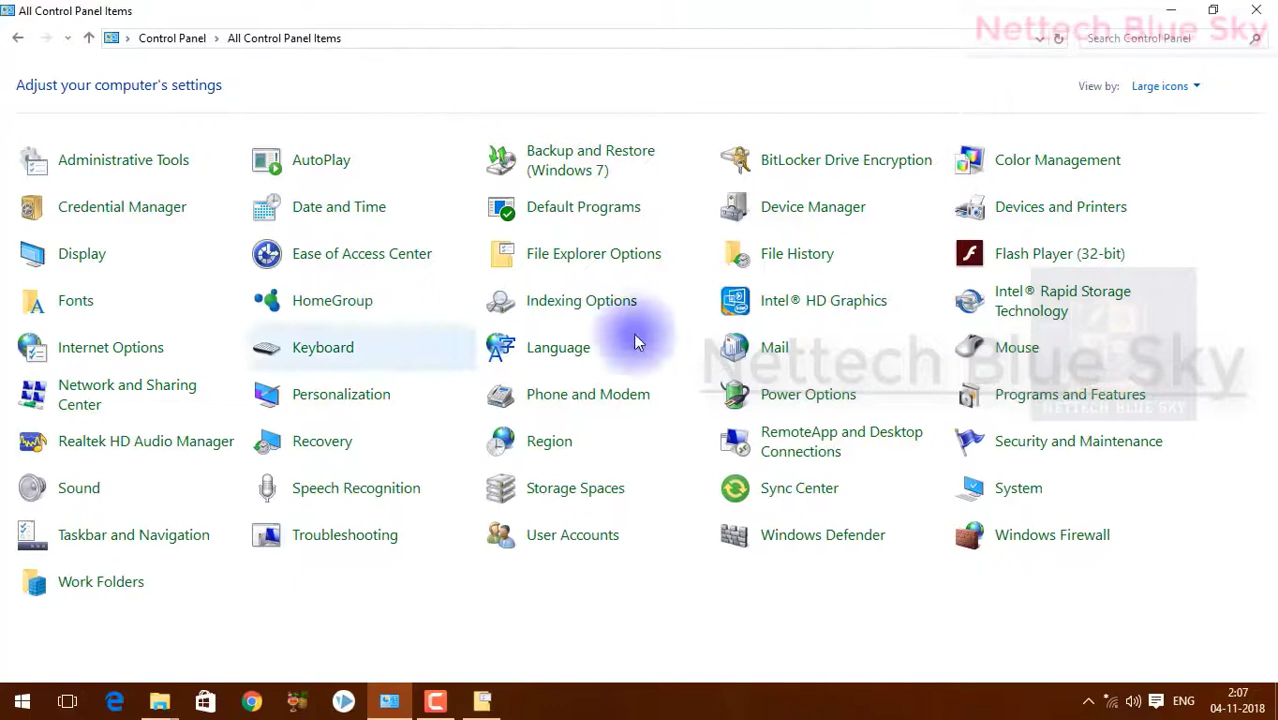 All Control Panel Items
Nettech Blue Sky
Control Panel
All Control Panel Items
Search Control Panel
Adjust your computer's settings
View by:
Large icons
Administrative Tools
AutoPlay
Backup and Restore
(Windows 7)
BitLocker Drive Encryption
Color Management
Credential Manager
Date and Time
Default Programs
Device Manager
Devices and Printers
Display
Ease of Access Center
File Explorer Options
File History
Flash Player (32-bit)
Fonts
HomeGroup
Indexing Options
Intel® HD Graphics
Intel® Rapid Storage
Technology
Internet Options
Keyboard
Language
Mail
Mouse
Nettech Blue Sky
Network and Sharing
Center
Personalization
Phone and Modem
Power Options
Programs and Features
NETTECH BLUE SKY
Realtek HD Audio Manager
Recovery
Region
RemoteApp and Desktop
Connections
Security and Maintenance
Sound
Speech Recognition
Storage Spaces
Sync Center
System
Taskbar and Navigation
Troubleshooting
User Accounts
Windows Defender
Windows Firewall
Work Folders
ENG
2:07
04-11-2018